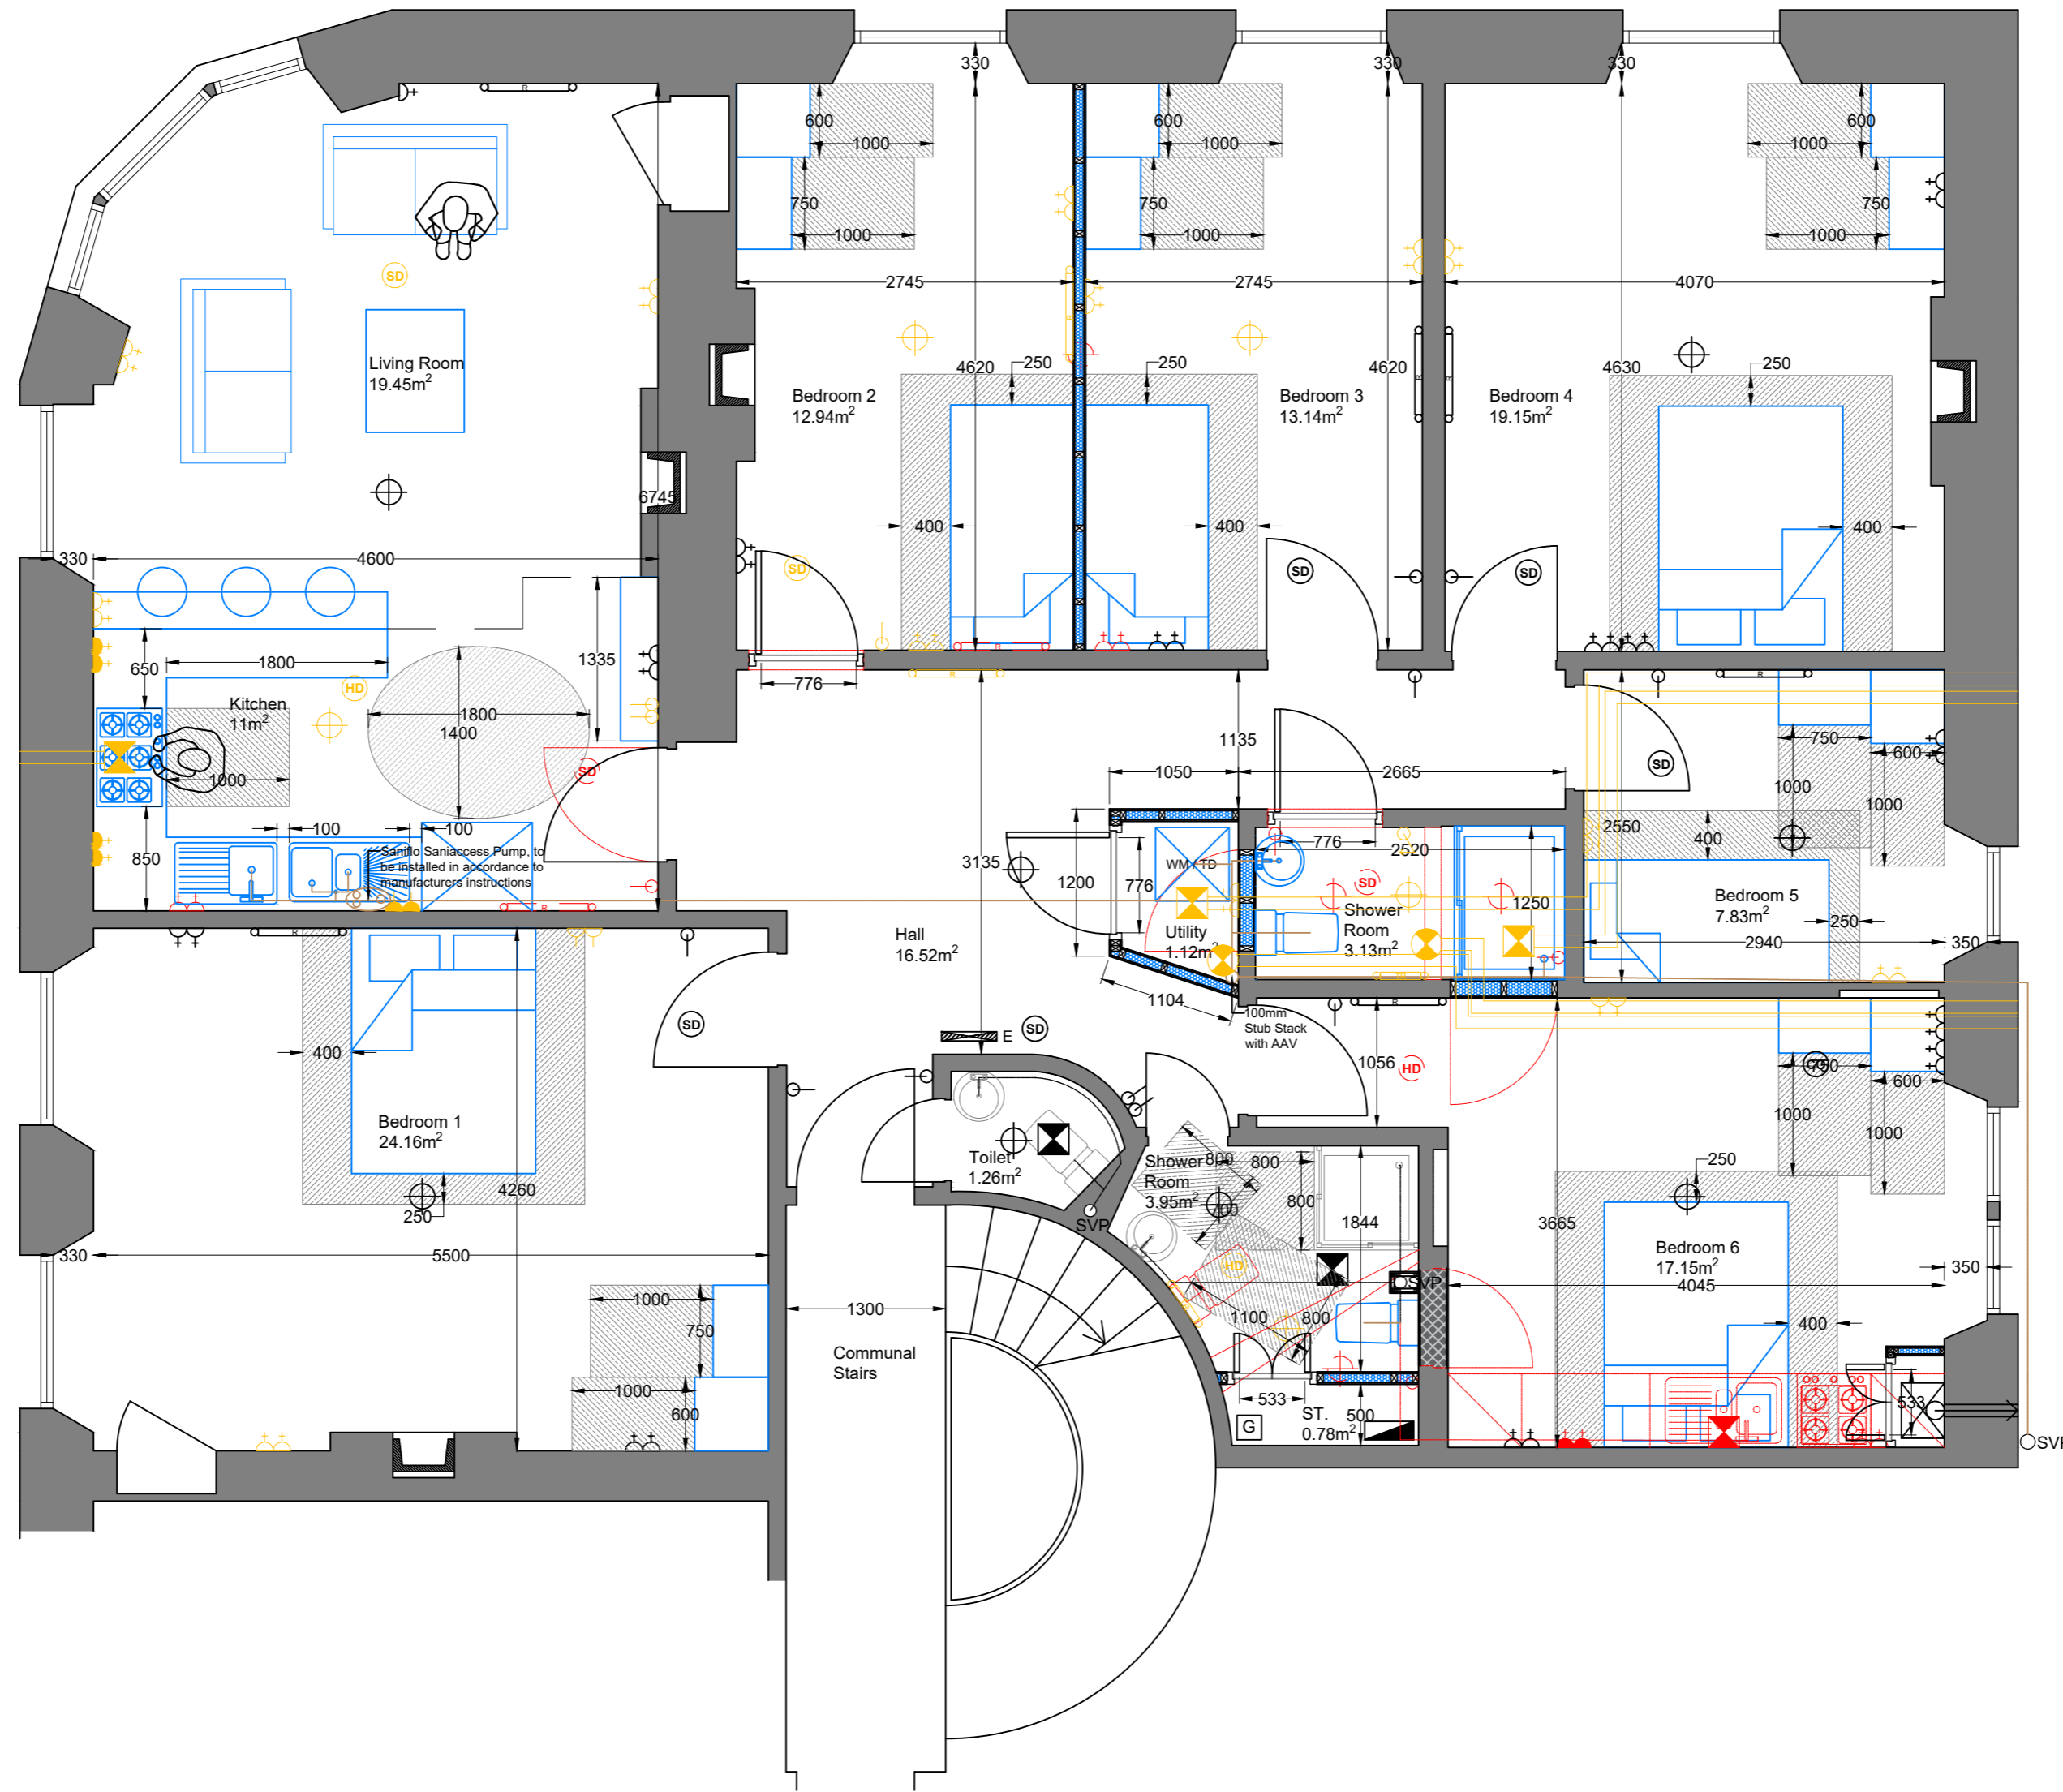 330
330
330
600
1000
750
1000
600
1000
750
1000
600
1000
750
1000
R
SD
2745
2745
4070
Living Room
19.45m²
4620
250
250
4620
4630
250
Bedroom 2
12.94m²
Bedroom 3
13.14m²
Bedroom 4
19.15m²
R
R
6745
400
400
400
330
4600
SD
SD
SD
650
1800
1335
R
R
R
776
HD
Kitchen
11m²
1800
1400
1000
SD
1135
1050
2665
SD
750
600
1000
1000
850
100
100
Saniflo Saniaccess Pump, to
be installed in accordance to
manufacturers instructions
R
3135
1200
776
WM / TD
776
2520
SD
1250
2550
400
Shower
Room
3.13m²
Utility
1.12m²
Hall
16.52m²
Bedroom 5
7.83m²
250
2940
350
1104
R
R
SD
E
SD
100mm
Stub Stack
with AAV
1056
HD
400
750
600
1000
1000
Bedroom 1
24.16m²
4260
250
Toilet
1.26m²
SVP
Shower
Room
3.95m²
800
800
800
700
1844
250
3665
330
5500
HD
SVP
Bedroom 6
17.15m²
4045
350
1000
750
1000
600
1300
1100
800
400
Communal
Stairs
533
G
ST.
0.78m²
500
533
SVP